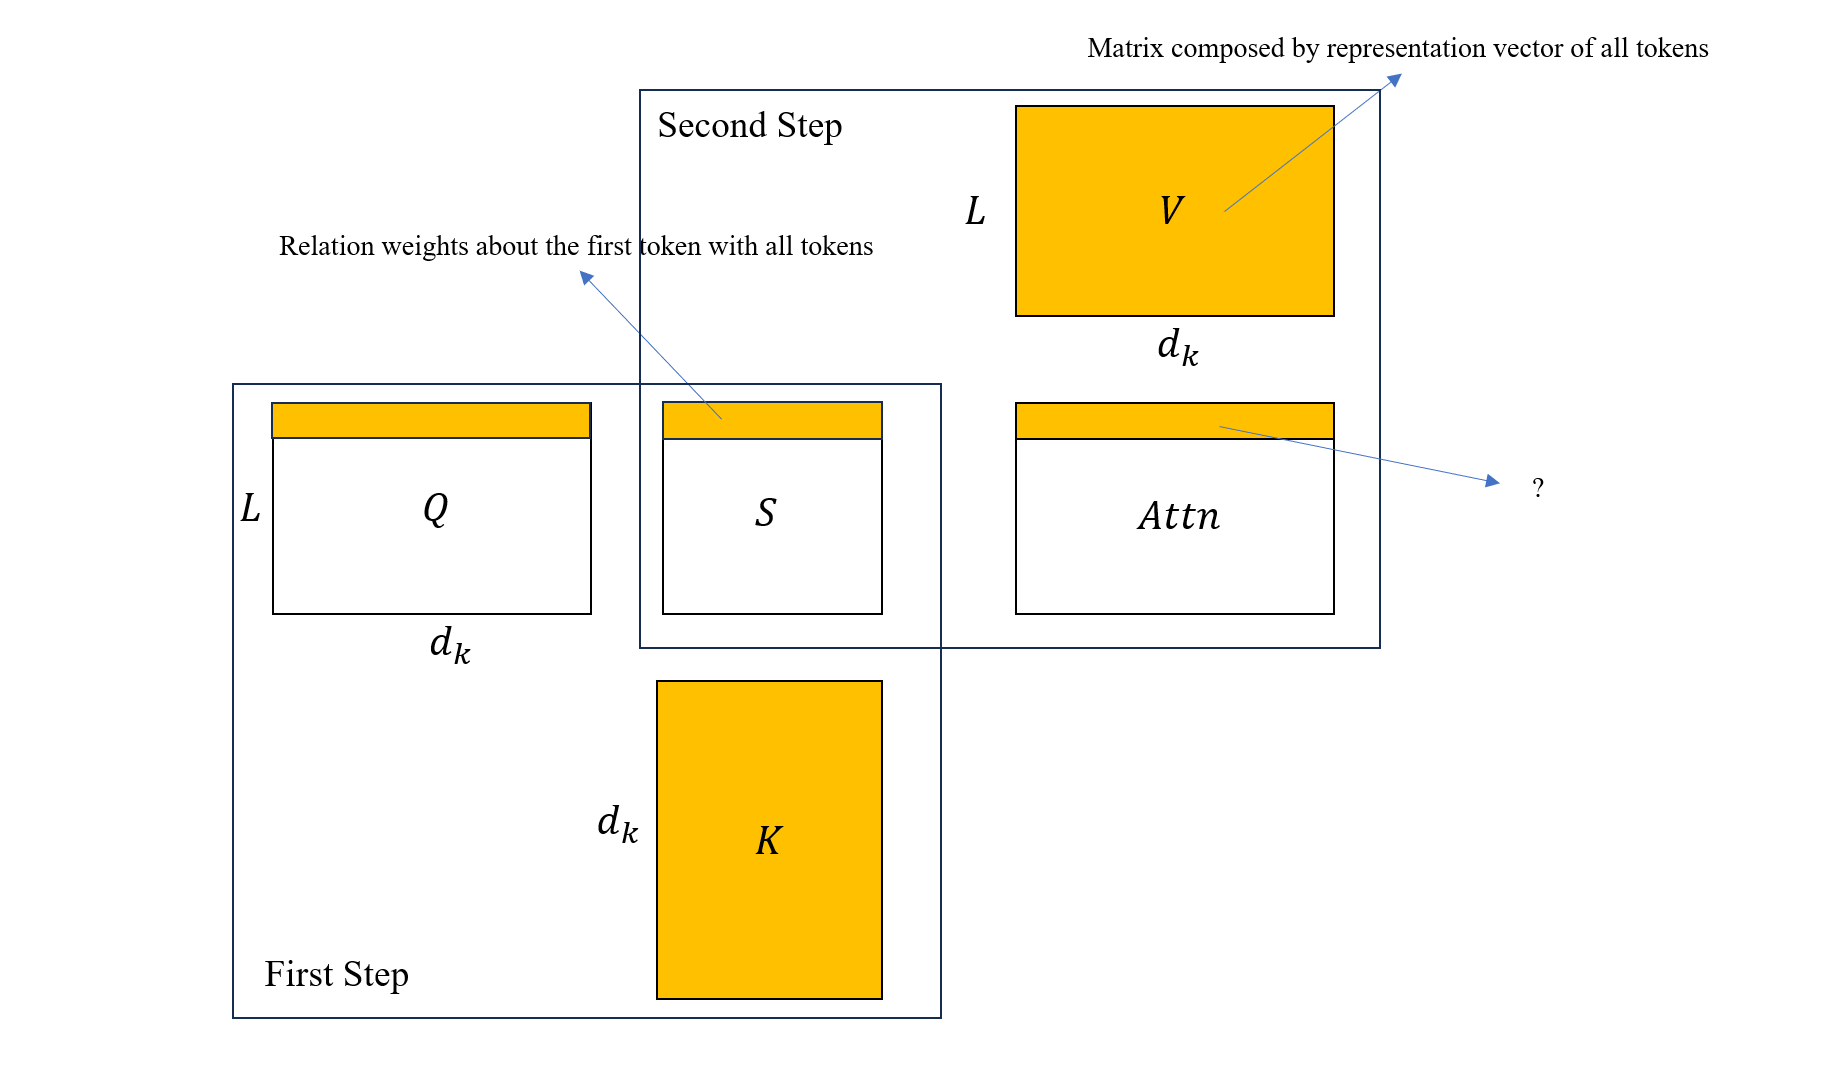 Matrix composed by representation vector of all tokens
Second Step
L
V
Relation weights about the first token with all tokens
d_k
L
Q
S
Attn
?
d_k
d_k
K
First Step